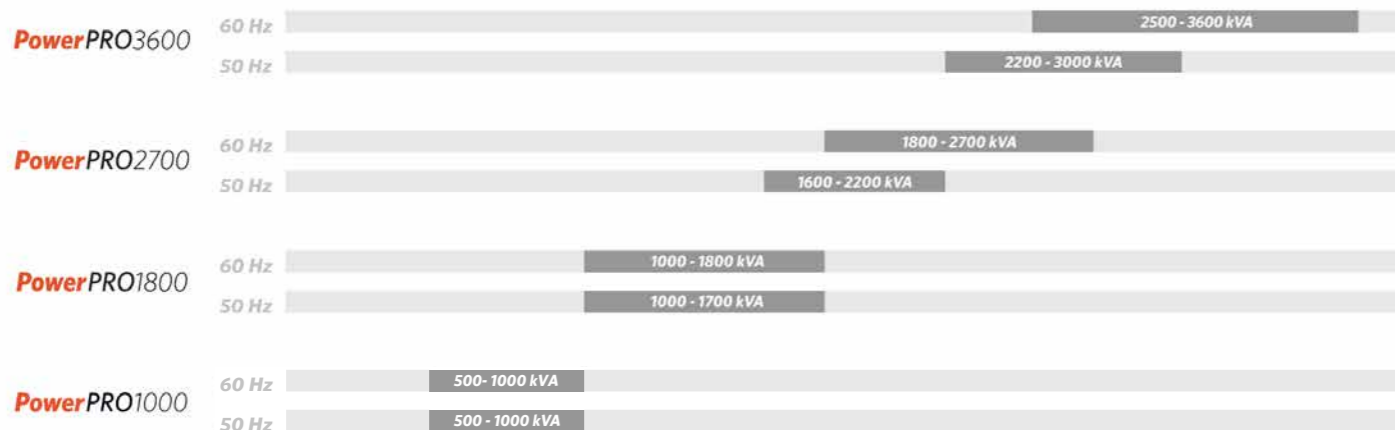 60 Hz 2500 - 3600 kVA
PowerPRO3600
50 Hz 2200 - 3000 kVA
60 Hz 1800 - 2700 kVA
PowerPRO2700
50 Hz 1600 - 2200 kVA
60 Hz 1000 - 1800 kVA
PowerPRO1800
50 Hz 1000 - 1700 kVA
60 Hz 500- 1000 kVA
PowerPRO1000
50 Hz 500 - 1000 kVA